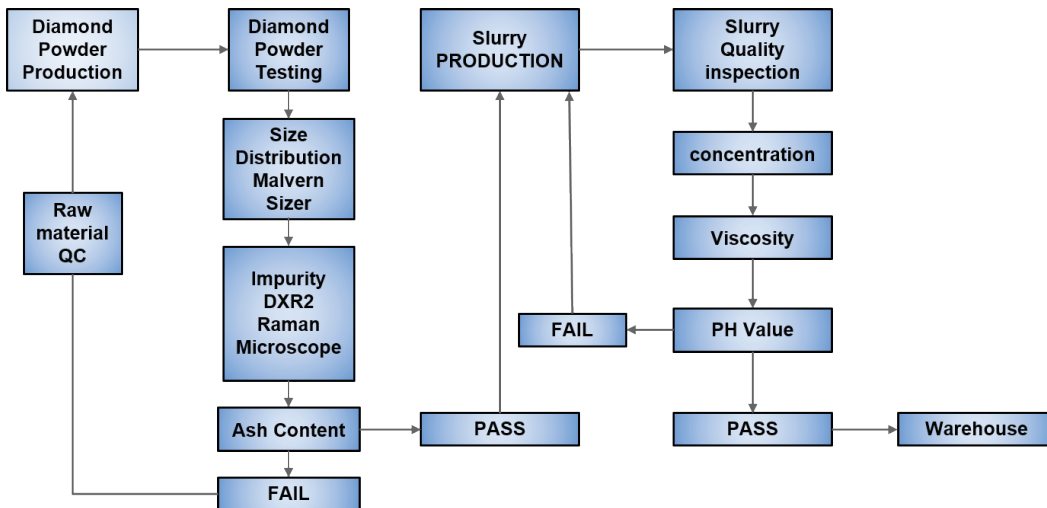 Diamond
Powder
Production
Diamond
Powder
Testing
Size
Distribution
Malvern
Sizer
Raw
material
QC
Impurity
DXR2
Raman
Microscope
Ash Content
FAIL
PASS
Slurry
PRODUCTION
Slurry
Quality
inspection
concentration
Viscosity
PH Value
FAIL
PASS
Warehouse